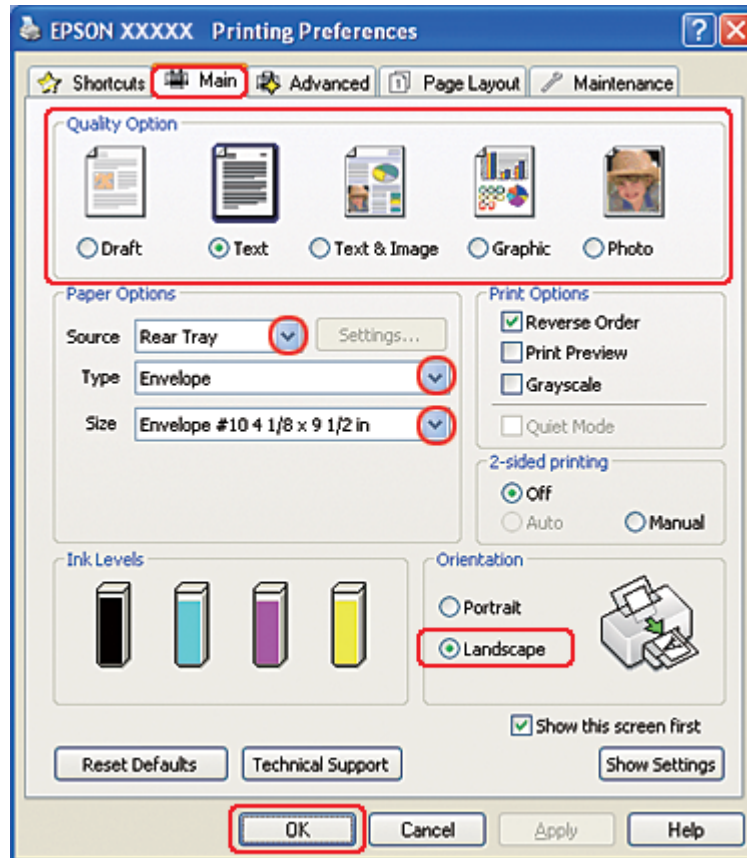 EPSON XXXXX Printing Preferences
Shortcuts Main Advanced Page Layout Maintenance
Quality Option
Draft Text Text & Image Graphic Photo
Paper Options
Source Rear Tray Settings...
Type Envelope
Size Envelope #10 4 1/8 x 9 1/2 in
Print Options
Reverse Order
Print Preview
Grayscale
Quiet Mode
2-sided printing
Off
Auto Manual
Ink Levels
Orientation
Portrait
Landscape
Show this screen first
Reset Defaults Technical Support Show Settings
OK Cancel Apply Help